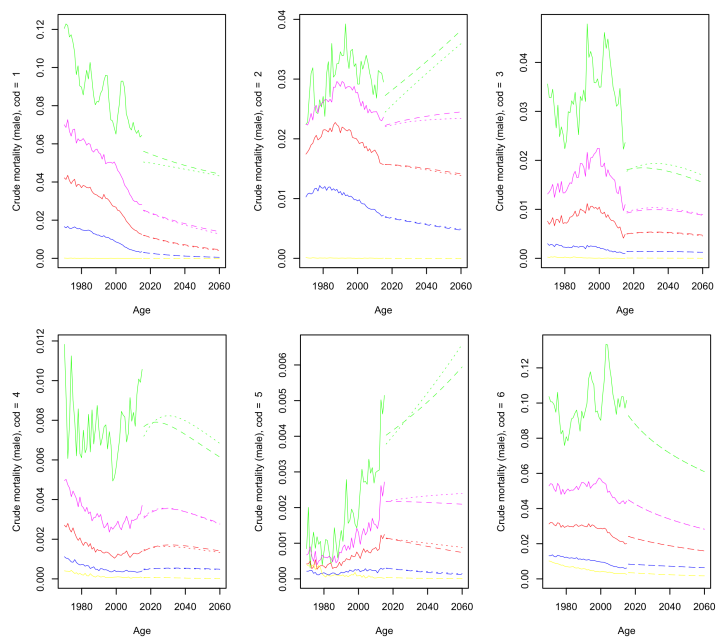 Crude mortality (male), cod = 1
0.00 0.02 0.04 0.06 0.08 0.10 0.12
1980 2000 2020 2040 2060
Age
Crude mortality (male), cod = 2
0.00 0.01 0.02 0.03 0.04
1980 2000 2020 2040 2060
Age
Crude mortality (male), cod = 3
0.00 0.01 0.02 0.03 0.04
1980 2000 2020 2040 2060
Age
Crude mortality (male), cod = 4
0.000 0.002 0.004 0.006 0.008 0.010 0.012
1980 2000 2020 2040 2060
Age
Crude mortality (male), cod = 5
0.000 0.001 0.002 0.003 0.004 0.005 0.006
1980 2000 2020 2040 2060
Age
Crude mortality (male), cod = 6
0.00 0.02 0.04 0.06 0.08 0.10 0.12
1980 2000 2020 2040 2060
Age